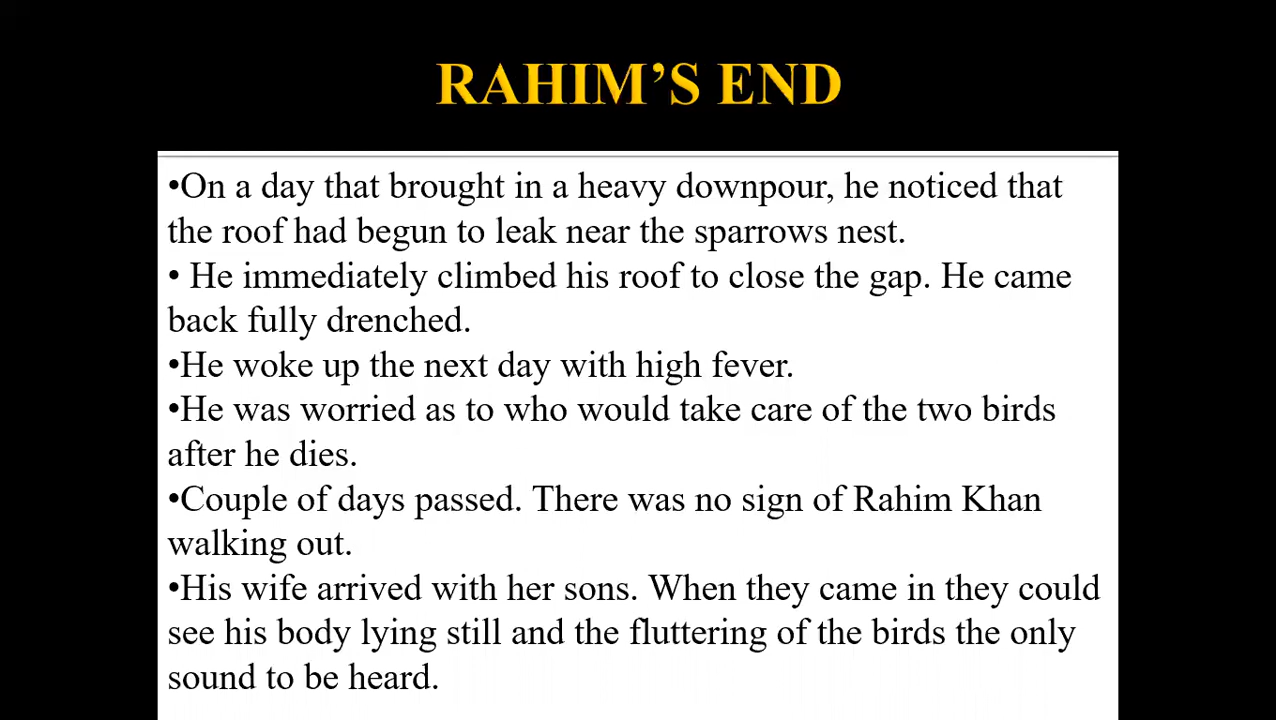 RAHIM’S END
•On a day that brought in a heavy downpour, he noticed that
the roof had begun to leak near the sparrows nest.
• He immediately climbed his roof to close the gap. He came
back fully drenched.
•He woke up the next day with high fever.
•He was worried as to who would take care of the two birds
after he dies.
•Couple of days passed. There was no sign of Rahim Khan
walking out.
•His wife arrived with her sons. When they came in they could
see his body lying still and the fluttering of the birds the only
sound to be heard.